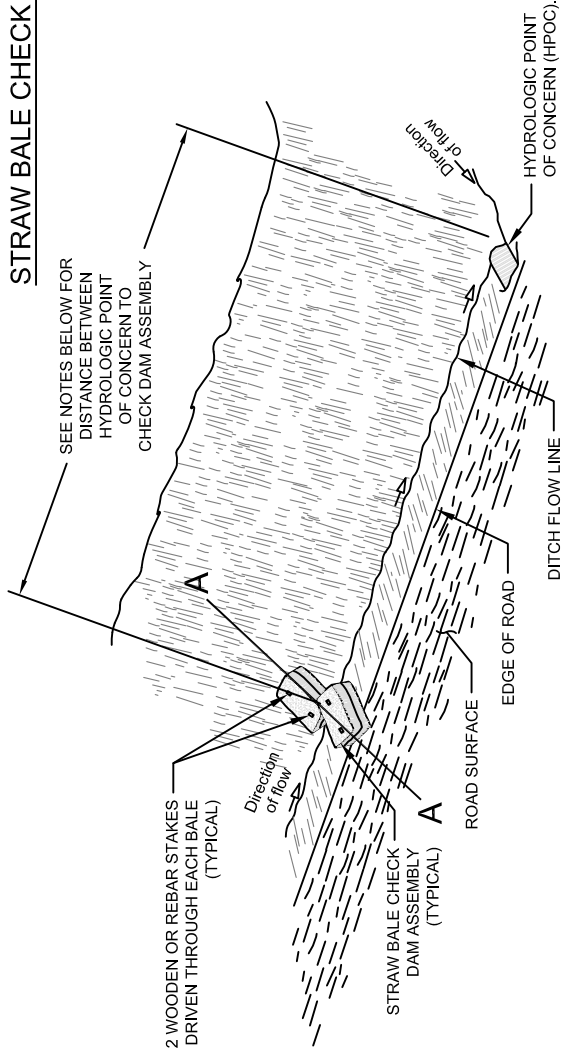 STRAW BALE CHECK
SEE NOTES BELOW FOR
DISTANCE BETWEEN
HYDROLOGIC POINT
OF CONCERN TO
CHECK DAM ASSEMBLY
2 WOODEN OR REBAR STAKES
DRIVEN THROUGH EACH BALE
(TYPICAL)
A
Direction
of flow
Direction
of flow
HYDROLOGIC POINT
OF CONCERN (HPOC).
STRAW BALE CHECK
DAM ASSEMBLY
(TYPICAL)
A
ROAD SURFACE
EDGE OF ROAD
DITCH FLOW LINE